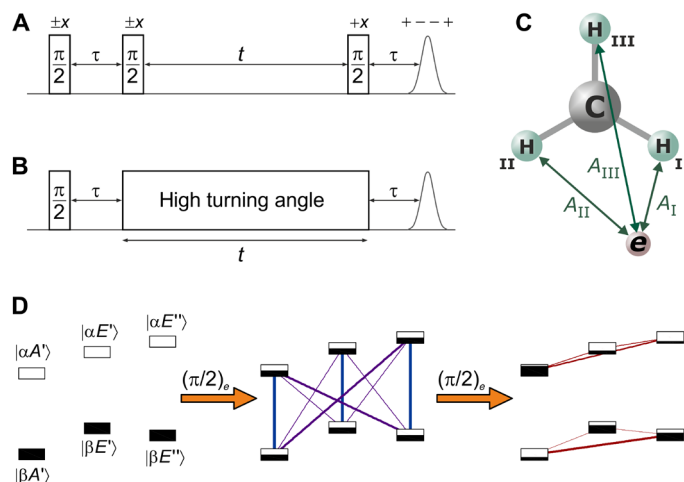 A
±x
±x
+x
+ − − +
π/2
τ
π/2
t
π/2
τ
B
π/2
τ
High turning angle
τ
t
C
H
III
C
H
II
H
I
A_III
A_II
A_I
e
D
|αA'⟩
|αE'⟩
|αE''⟩
|βA'⟩
|βE'⟩
|βE''⟩
(π/2)_e
(π/2)_e